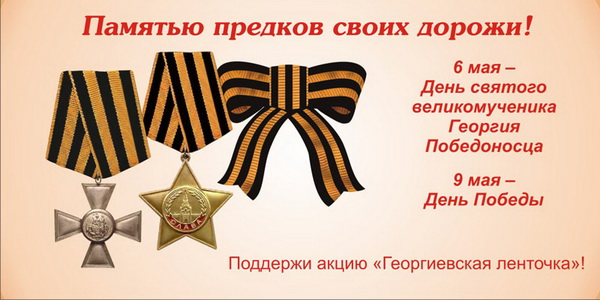 Памятью предков своих дорожи!
6 мая –
День святого
великомученика
Георгия
Победоносца
9 мая –
День Победы
СЛАВА
Поддержи акцию «Георгиевская ленточка»!